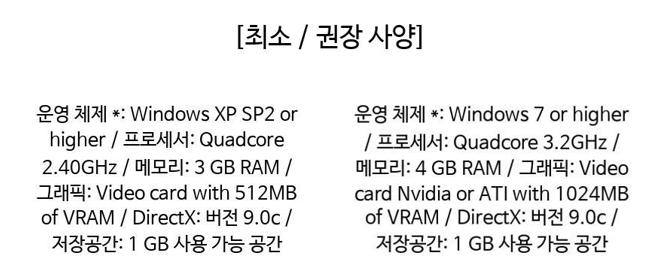 [최소 / 권장 사양]
운영 체제 *: Windows XP SP2 or
higher / 프로세서: Quadcore
2.40GHz / 메모리: 3 GB RAM /
그래픽: Video card with 512MB
of VRAM / DirectX: 버전 9.0c /
저장공간: 1 GB 사용 가능 공간
운영 체제 *: Windows 7 or higher
/ 프로세서: Quadcore 3.2GHz /
메모리: 4 GB RAM / 그래픽: Video
card Nvidia or ATI with 1024MB
of VRAM / DirectX: 버전 9.0c /
저장공간: 1 GB 사용 가능 공간